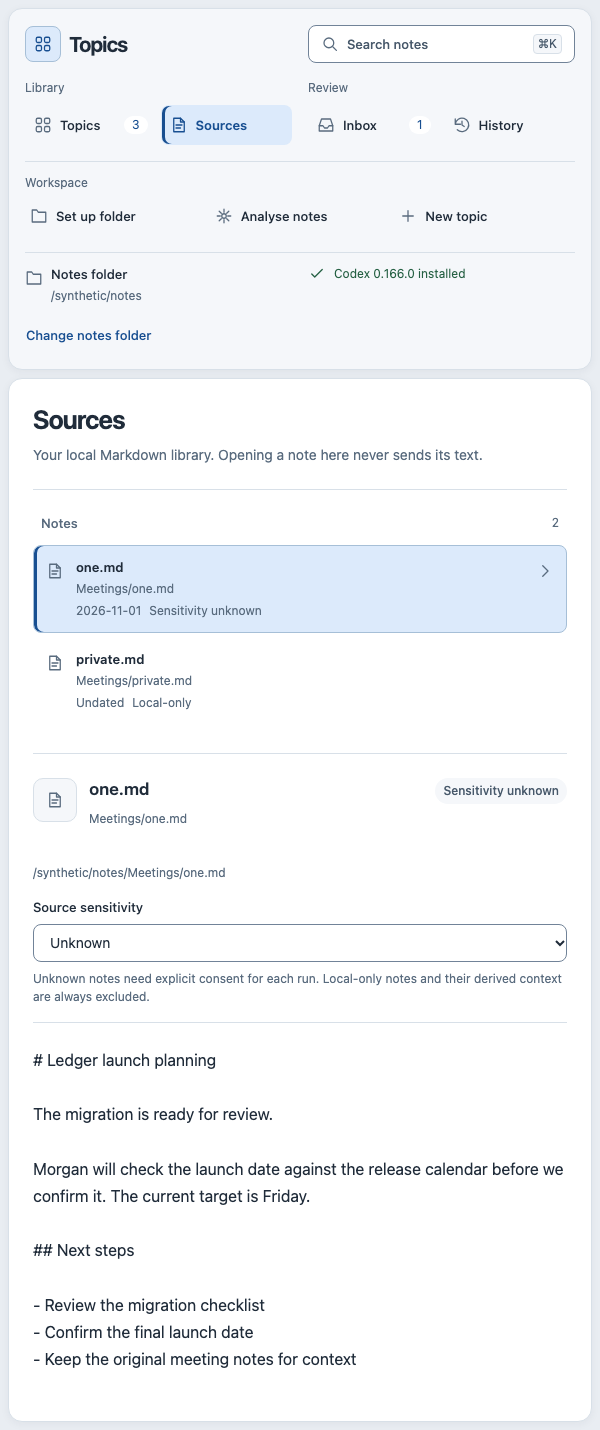 Topics
Search notes ⌘K
Library
Topics 3
Sources
Review
Inbox 1
History
Workspace
Set up folder
Analyse notes
New topic
Notes folder
/synthetic/notes
Codex 0.166.0 installed
Change notes folder
Sources
Your local Markdown library. Opening a note here never sends its text.
Notes 2
one.md
Meetings/one.md
2026-11-01 Sensitivity unknown
private.md
Meetings/private.md
Undated Local-only
one.md
Sensitivity unknown
Meetings/one.md
/synthetic/notes/Meetings/one.md
Source sensitivity
Unknown
Unknown notes need explicit consent for each run. Local-only notes and their derived context
are always excluded.
# Ledger launch planning
The migration is ready for review.
Morgan will check the launch date against the release calendar before we
confirm it. The current target is Friday.
## Next steps
- Review the migration checklist
- Confirm the final launch date
- Keep the original meeting notes for context